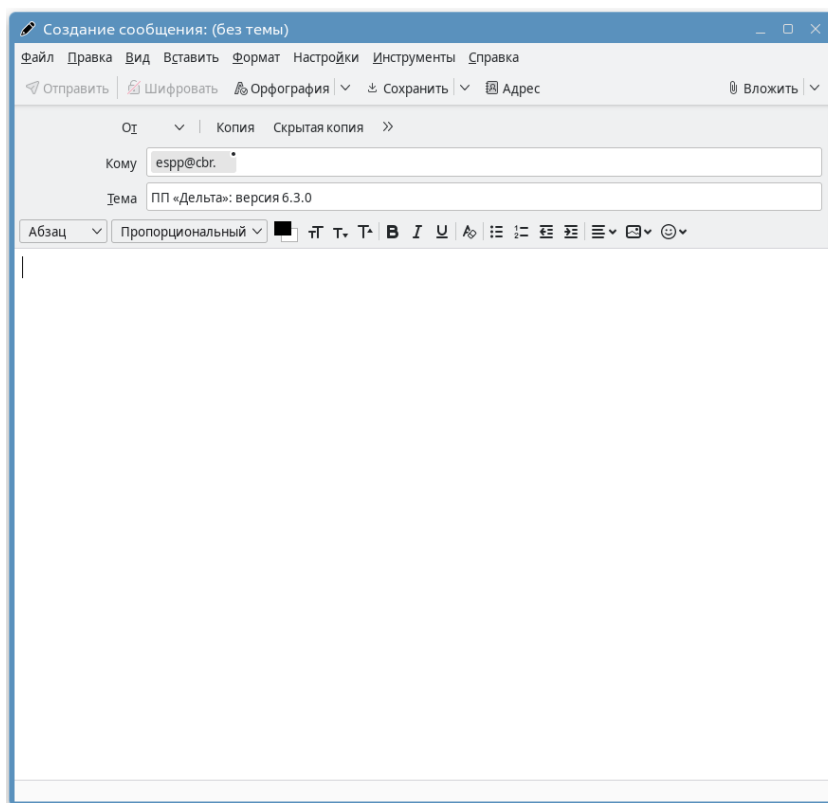 Создание сообщения: (без темы)
Файл Правка Вид Вставить Формат Настройки Инструменты Справка
Отправить Шифровать Орфография Сохранить Адрес Вложить
От Копия Скрытая копия
Кому espp@cbr.
Тема ПП «Дельта»: версия 6.3.0
Абзац Пропорциональный